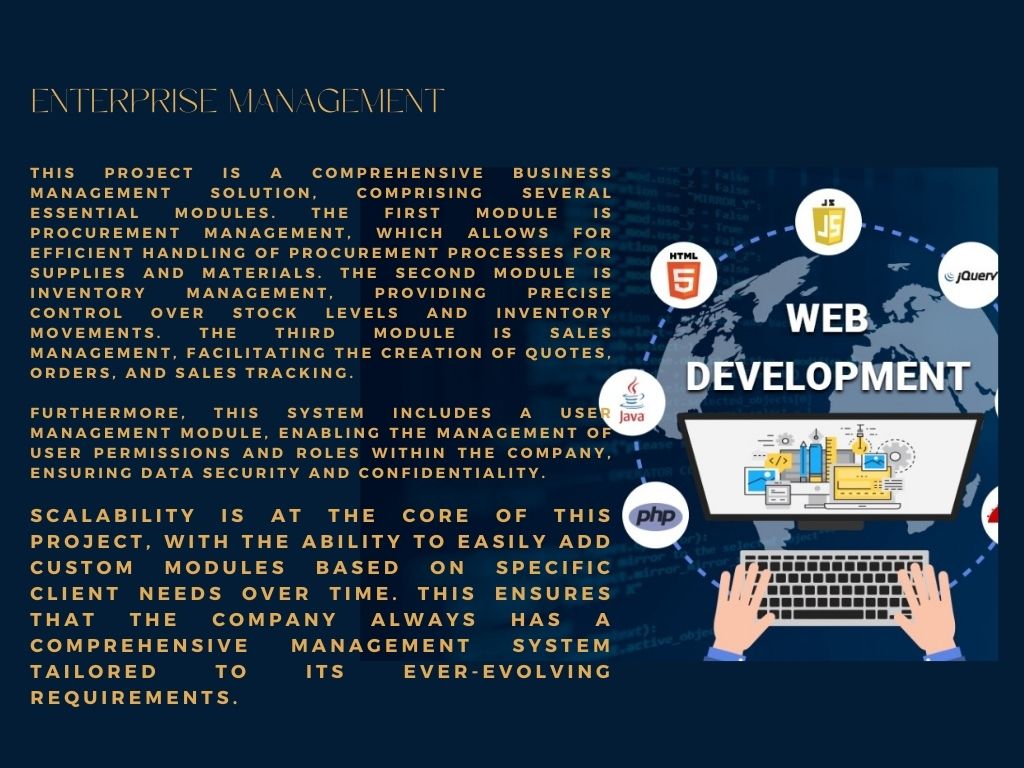 ENTERPRISE MANAGEMENT
THIS PROJECT IS A COMPREHENSIVE BUSINESS
MANAGEMENT SOLUTION, COMPRISING SEVERAL
ESSENTIAL MODULES. THE FIRST MODULE IS
PROCUREMENT MANAGEMENT, WHICH ALLOWS FOR
EFFICIENT HANDLING OF PROCUREMENT PROCESSES FOR
SUPPLIES AND MATERIALS. THE SECOND MODULE IS
INVENTORY MANAGEMENT, PROVIDING PRECISE
CONTROL OVER STOCK LEVELS AND INVENTORY
MOVEMENTS. THE THIRD MODULE IS SALES
MANAGEMENT, FACILITATING THE CREATION OF QUOTES,
ORDERS, AND SALES TRACKING.
FURTHERMORE, THIS SYSTEM INCLUDES A USER
MANAGEMENT MODULE, ENABLING THE MANAGEMENT OF
USER PERMISSIONS AND ROLES WITHIN THE COMPANY,
ENSURING DATA SECURITY AND CONFIDENTIALITY.
SCALABILITY IS AT THE CORE OF THIS
PROJECT, WITH THE ABILITY TO EASILY ADD
CUSTOM MODULES BASED ON SPECIFIC
CLIENT NEEDS OVER TIME. THIS ENSURES
THAT THE COMPANY ALWAYS HAS A
COMPREHENSIVE MANAGEMENT SYSTEM
TAILORED TO ITS EVER-EVOLVING
REQUIREMENTS.
JS
JS
HTML
5
jQuery
WEB
DEVELOPMENT
Java
php